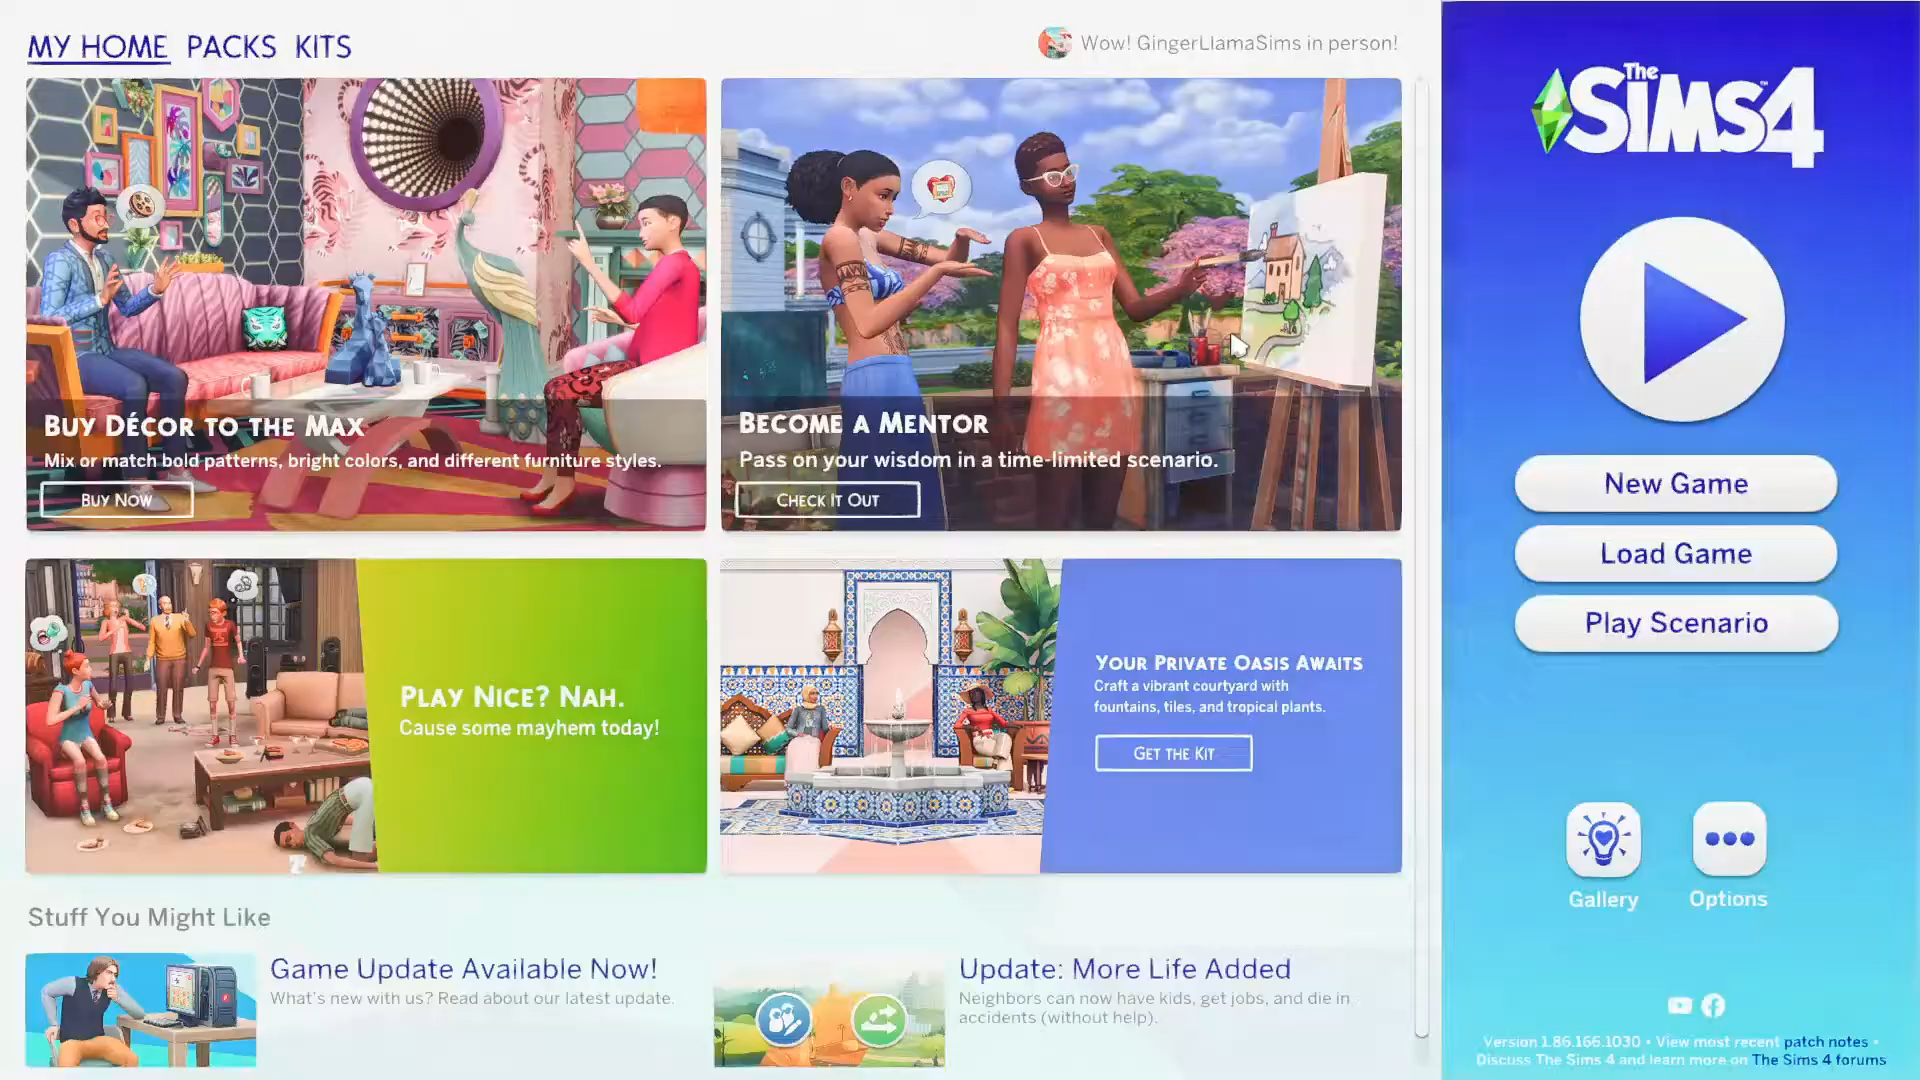 MY HOME PACKS KITS
Wow! GingerLlamaSims in person!
BUY DÉCOR TO THE MAX
Mix or match bold patterns, bright colors, and different furniture styles.
BUY NOW
BECOME A MENTOR
Pass on your wisdom in a time-limited scenario.
CHECK IT OUT
PLAY NICE? NAH.
Cause some mayhem today!
YOUR PRIVATE OASIS AWAITS
Craft a vibrant courtyard with
fountains, tiles, and tropical plants.
GET THE KIT
Stuff You Might Like
Game Update Available Now!
What's new with us? Read about our latest update.
Update: More Life Added
Neighbors can now have kids, get jobs, and die in
accidents (without help).
The SIMS 4
New Game
Load Game
Play Scenario
Gallery
Options
Version 1.86.166.1030 • View most recent patch notes •
Discuss The Sims 4 and learn more on The Sims 4 forums